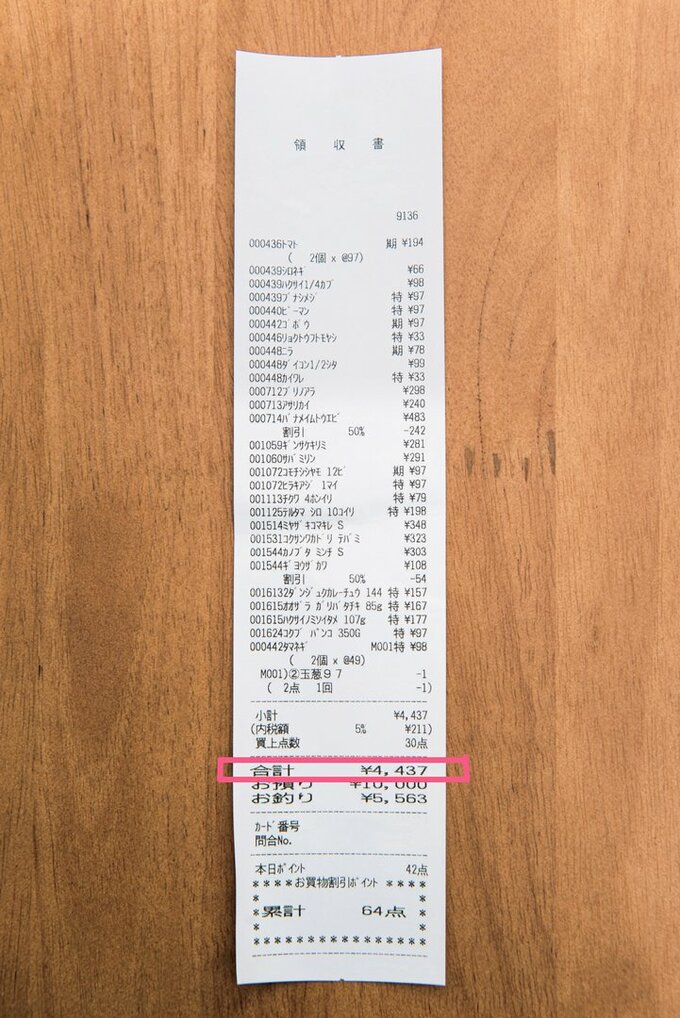 領 収 書
9136
000436トマト 期 ¥194
( 2個 x @97)
000439シロネギ ¥66
000439ハクサイ1/4カブ ¥98
000439ブナシメジ 特 ¥97
000440ピーマン 特 ¥97
000442ゴボウ 期 ¥97
000446リョクトウフトモヤシ 特 ¥33
000448ニラ 期 ¥78
000448ダイコン1/2シタ ¥99
000448カイワレ 特 ¥33
000712ブリノアラ ¥298
000713アサリカイ ¥240
000714バナメイムトウエビ ¥483
割引 50% -242
001059ギンサケキリミ ¥281
001060サバミリン ¥291
001072コモチシシャモ 12ビ 期 ¥97
001072ヒラキアジ 1マイ 特 ¥97
001113チクワ 4ホンイリ 特 ¥79
001125デルタマ シロ 10コイリ 特 ¥198
001514ミヤザキコマキレ S ¥348
001531コクサンワカドリ テバミ ¥323
001544カノブタ ミンチ S ¥303
001544ギョウザカワ ¥108
割引 50% -54
0016132ダンジュクカレーチュウ 144 特 ¥157
001615オオザラ ガリバタチキ 85g 特 ¥167
001615ハクサイノミソイタメ 107g 特 ¥177
001624コクブ パンコ 350G 特 ¥97
000442タマネギ M001特 ¥98
( 2個 x @49)
M001)②玉葱97 -1
( 2点 1回 -1)
小計 ¥4,437
(内税額 5% ¥211)
買上点数 30点
合計 ¥4,437
お預り ¥10,000
お釣り ¥5,563
カード番号
問合No.
本日ポイント 42点
****お買物割引ポイント****
* *
*累計 64点*
* *
***************